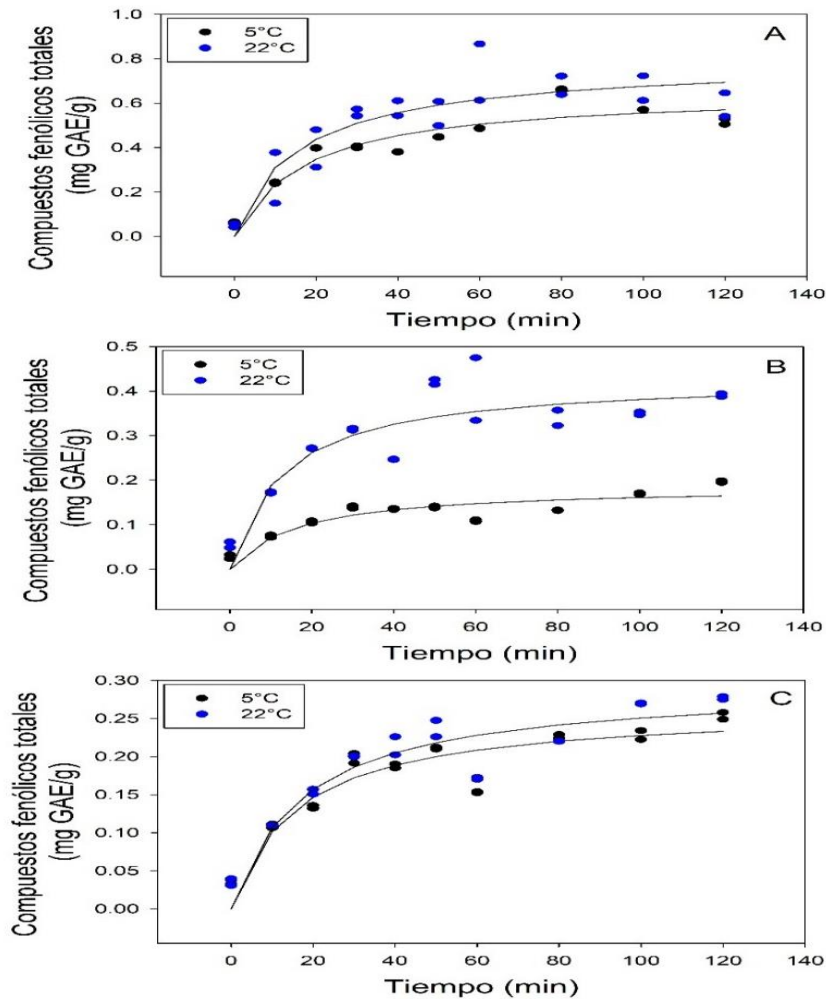 1.0
5°C
22°C
A
0.8
0.6
0.4
0.2
0.0
Compuestos fenólicos totales
(mg GAE/g)
0 20 40 60 80 100 120 140
Tiempo (min)
0.5
5°C
22°C
B
0.4
0.3
0.2
0.1
0.0
Compuestos fenólicos totales
(mg GAE/g)
0 20 40 60 80 100 120 140
Tiempo (min)
0.30
5°C
22°C
C
0.25
0.20
0.15
0.10
0.05
0.00
Compuestos fenólicos totales
(mg GAE/g)
0 20 40 60 80 100 120 140
Tiempo (min)